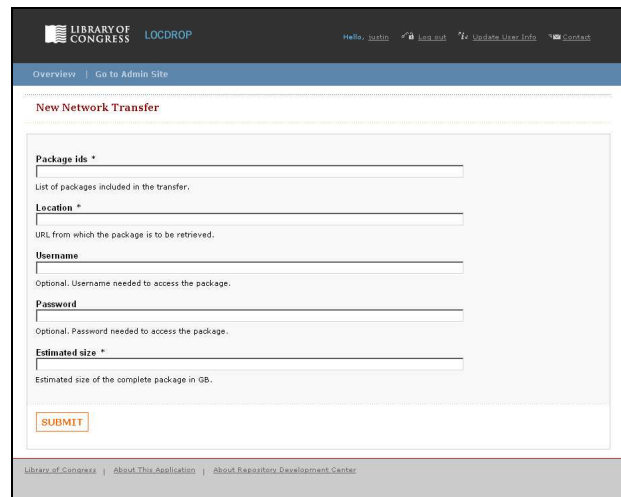 LIBRARY OF CONGRESS LOCDROP
Hello, justin Log out Update User Info Contact
Overview | Go to Admin Site
New Network Transfer
Package ids *
List of packages included in the transfer.
Location *
URL from which the package is to be retrieved.
Username
Optional. Username needed to access the package.
Password
Optional. Password needed to access the package.
Estimated size *
Estimated size of the complete package in GB.
SUBMIT
Library of Congress | About This Application | About Repository Development Center